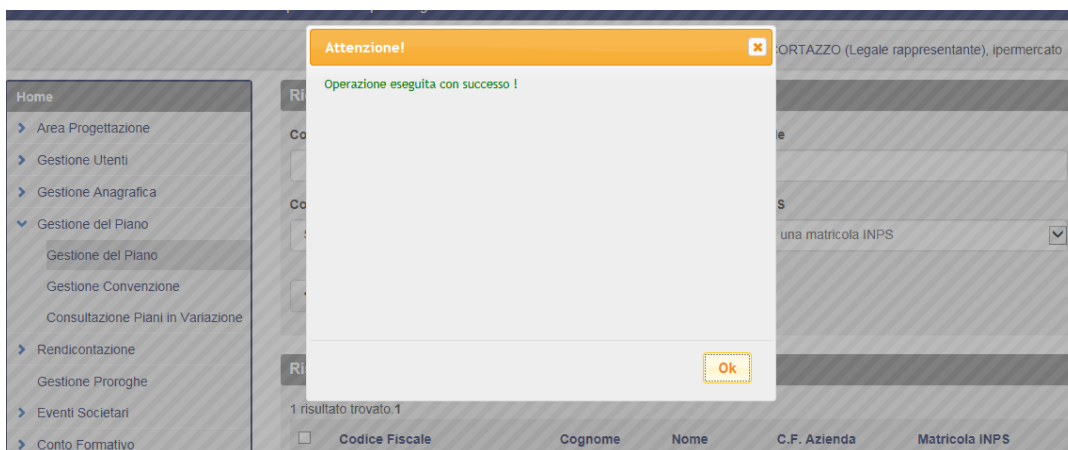 Attenzione!
CORTAZZO (Legale rappresentante), ipermercato
Operazione eseguita con successo !
Home
Area Progettazione
Gestione Utenti
Gestione Anagrafica
Gestione del Piano
Gestione del Piano
Gestione Convenzione
Consultazione Piani in Variazione
Rendicontazione
Gestione Proroghe
Eventi Societari
Conto Formativo
una matricola INPS
Ok
1 risultato trovato.1
Codice Fiscale Cognome Nome C.F. Azienda Matricola INPS